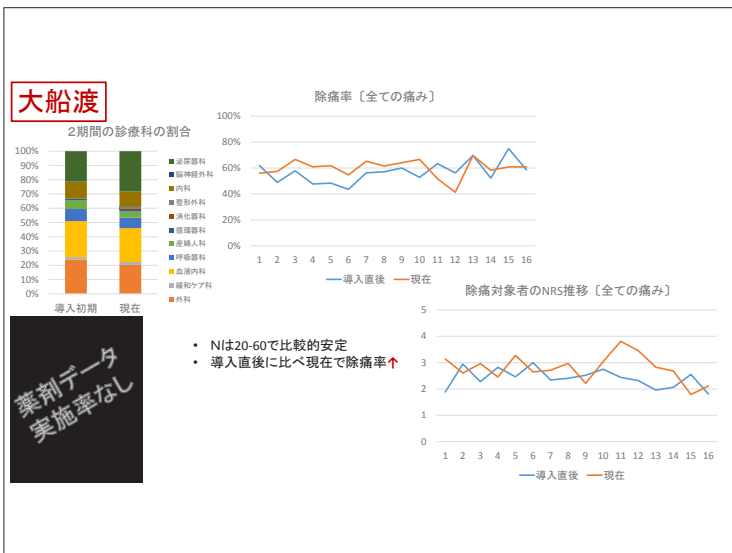 大船渡
2期間の診療科の割合
100%
90%
80%
70%
60%
50%
40%
30%
20%
10%
0%
導入初期 現在
泌尿器科
脳神経外科
内科
整形外科
消化器科
循環器科
産婦人科
呼吸器科
血液内科
緩和ケア科
外科
除痛率〔全ての痛み〕
100%
80%
60%
40%
20%
0%
1 2 3 4 5 6 7 8 9 10 11 12 13 14 15 16
導入直後 現在
薬剤データ
実施率なし
• Nは20-60で比較的安定
• 導入直後に比べ現在で除痛率↑
除痛対象者のNRS推移〔全ての痛み〕
5
4
3
2
1
0
1 2 3 4 5 6 7 8 9 10 11 12 13 14 15 16
導入直後 現在